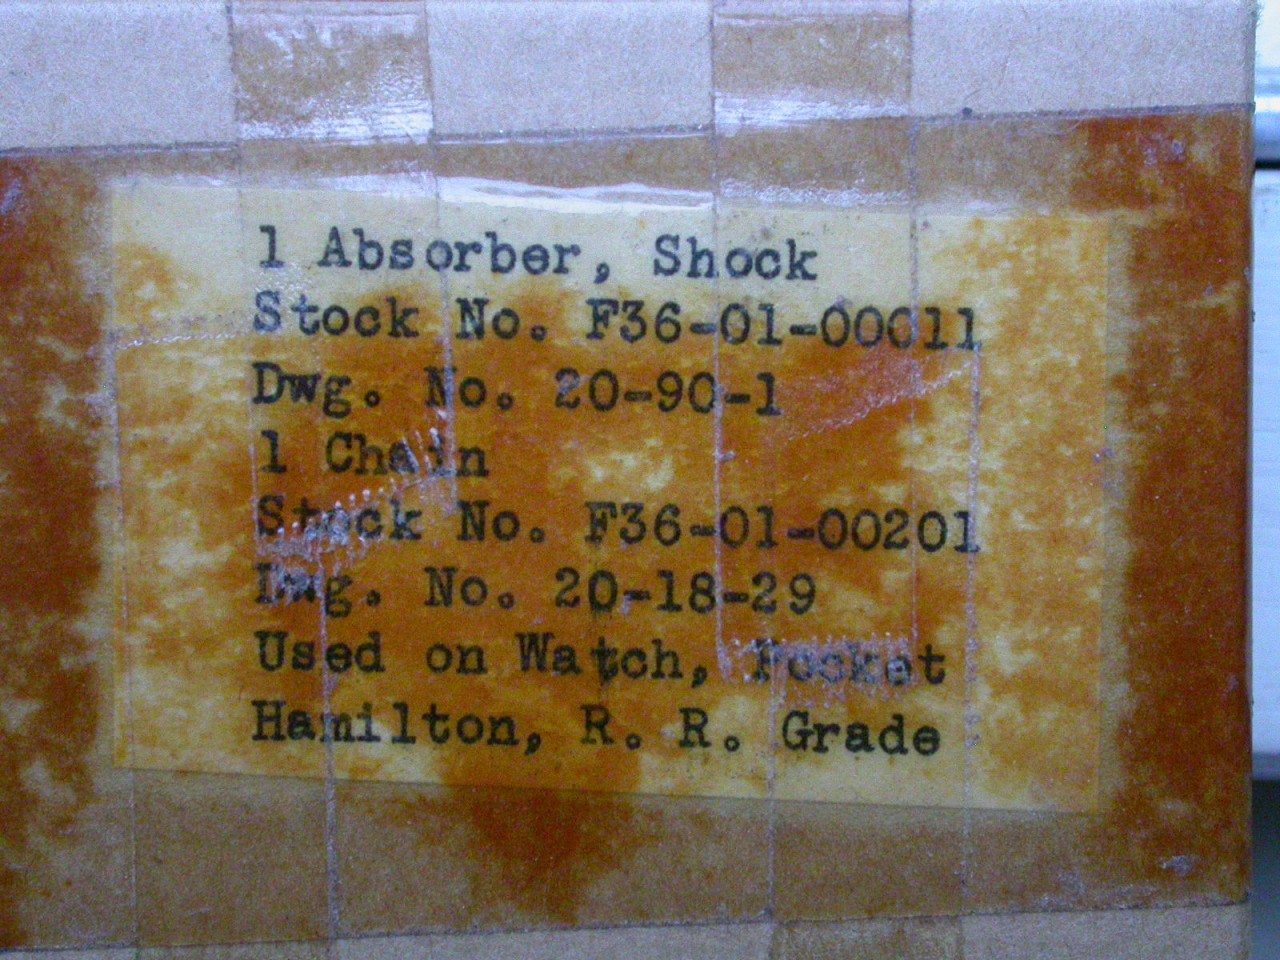 1 Absorber, Shock
Stock No. F36-01-00011
Dwg. No. 20-90-1
1 Chain
Stock No. F36-01-00201
Dwg. No. 20-18-29
Used on Watch, Pocket
Hamilton, R. R. Grade